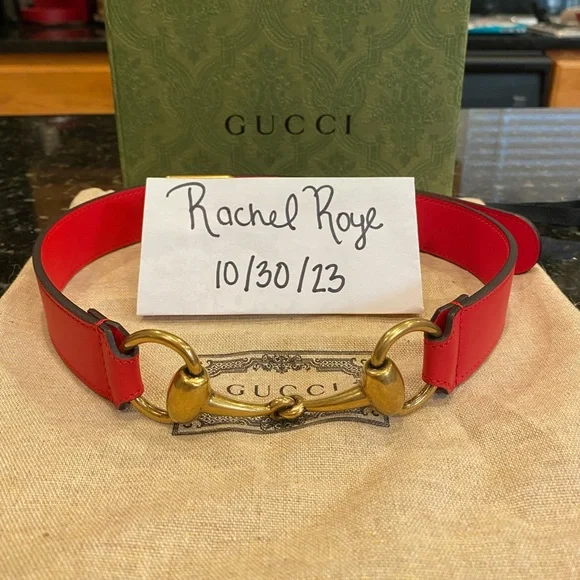 GUCCI
Rachel Roye
10/30/23
GUCCI